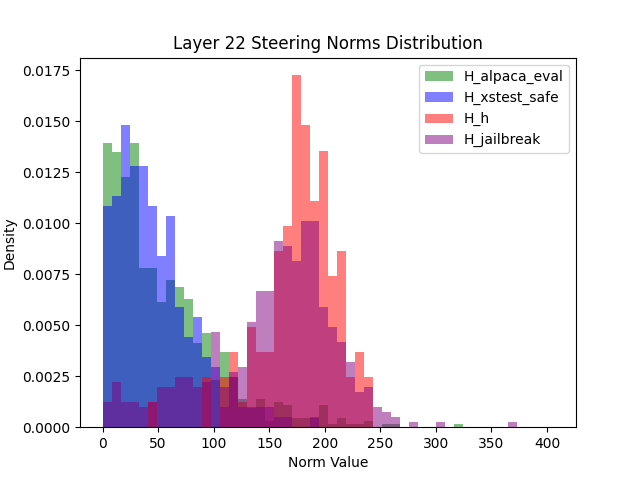 Layer 22 Steering Norms Distribution
H_alpaca_eval
H_xstest_safe
H_h
H_jailbreak
Density
0.0175
0.0150
0.0125
0.0100
0.0075
0.0050
0.0025
0.0000
0 50 100 150 200 250 300 350 400
Norm Value